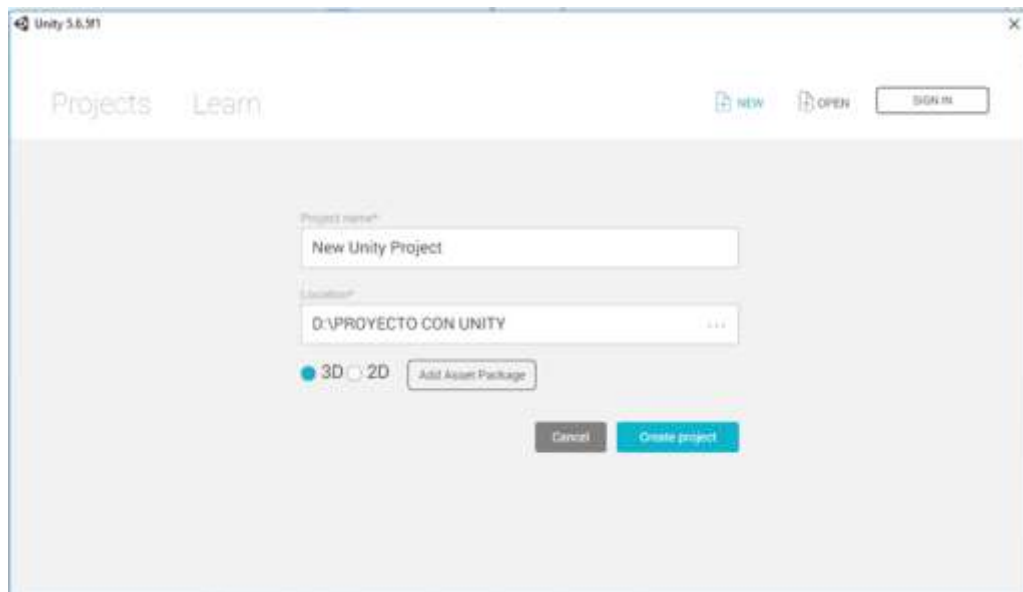 Unity 5.6.5f1
Projects Learn
NEW OPEN SIGN IN
Project name*
New Unity Project
Location*
D:\PROYECTO CON UNITY
3D 2D Add Asset Package
Cancel Create project